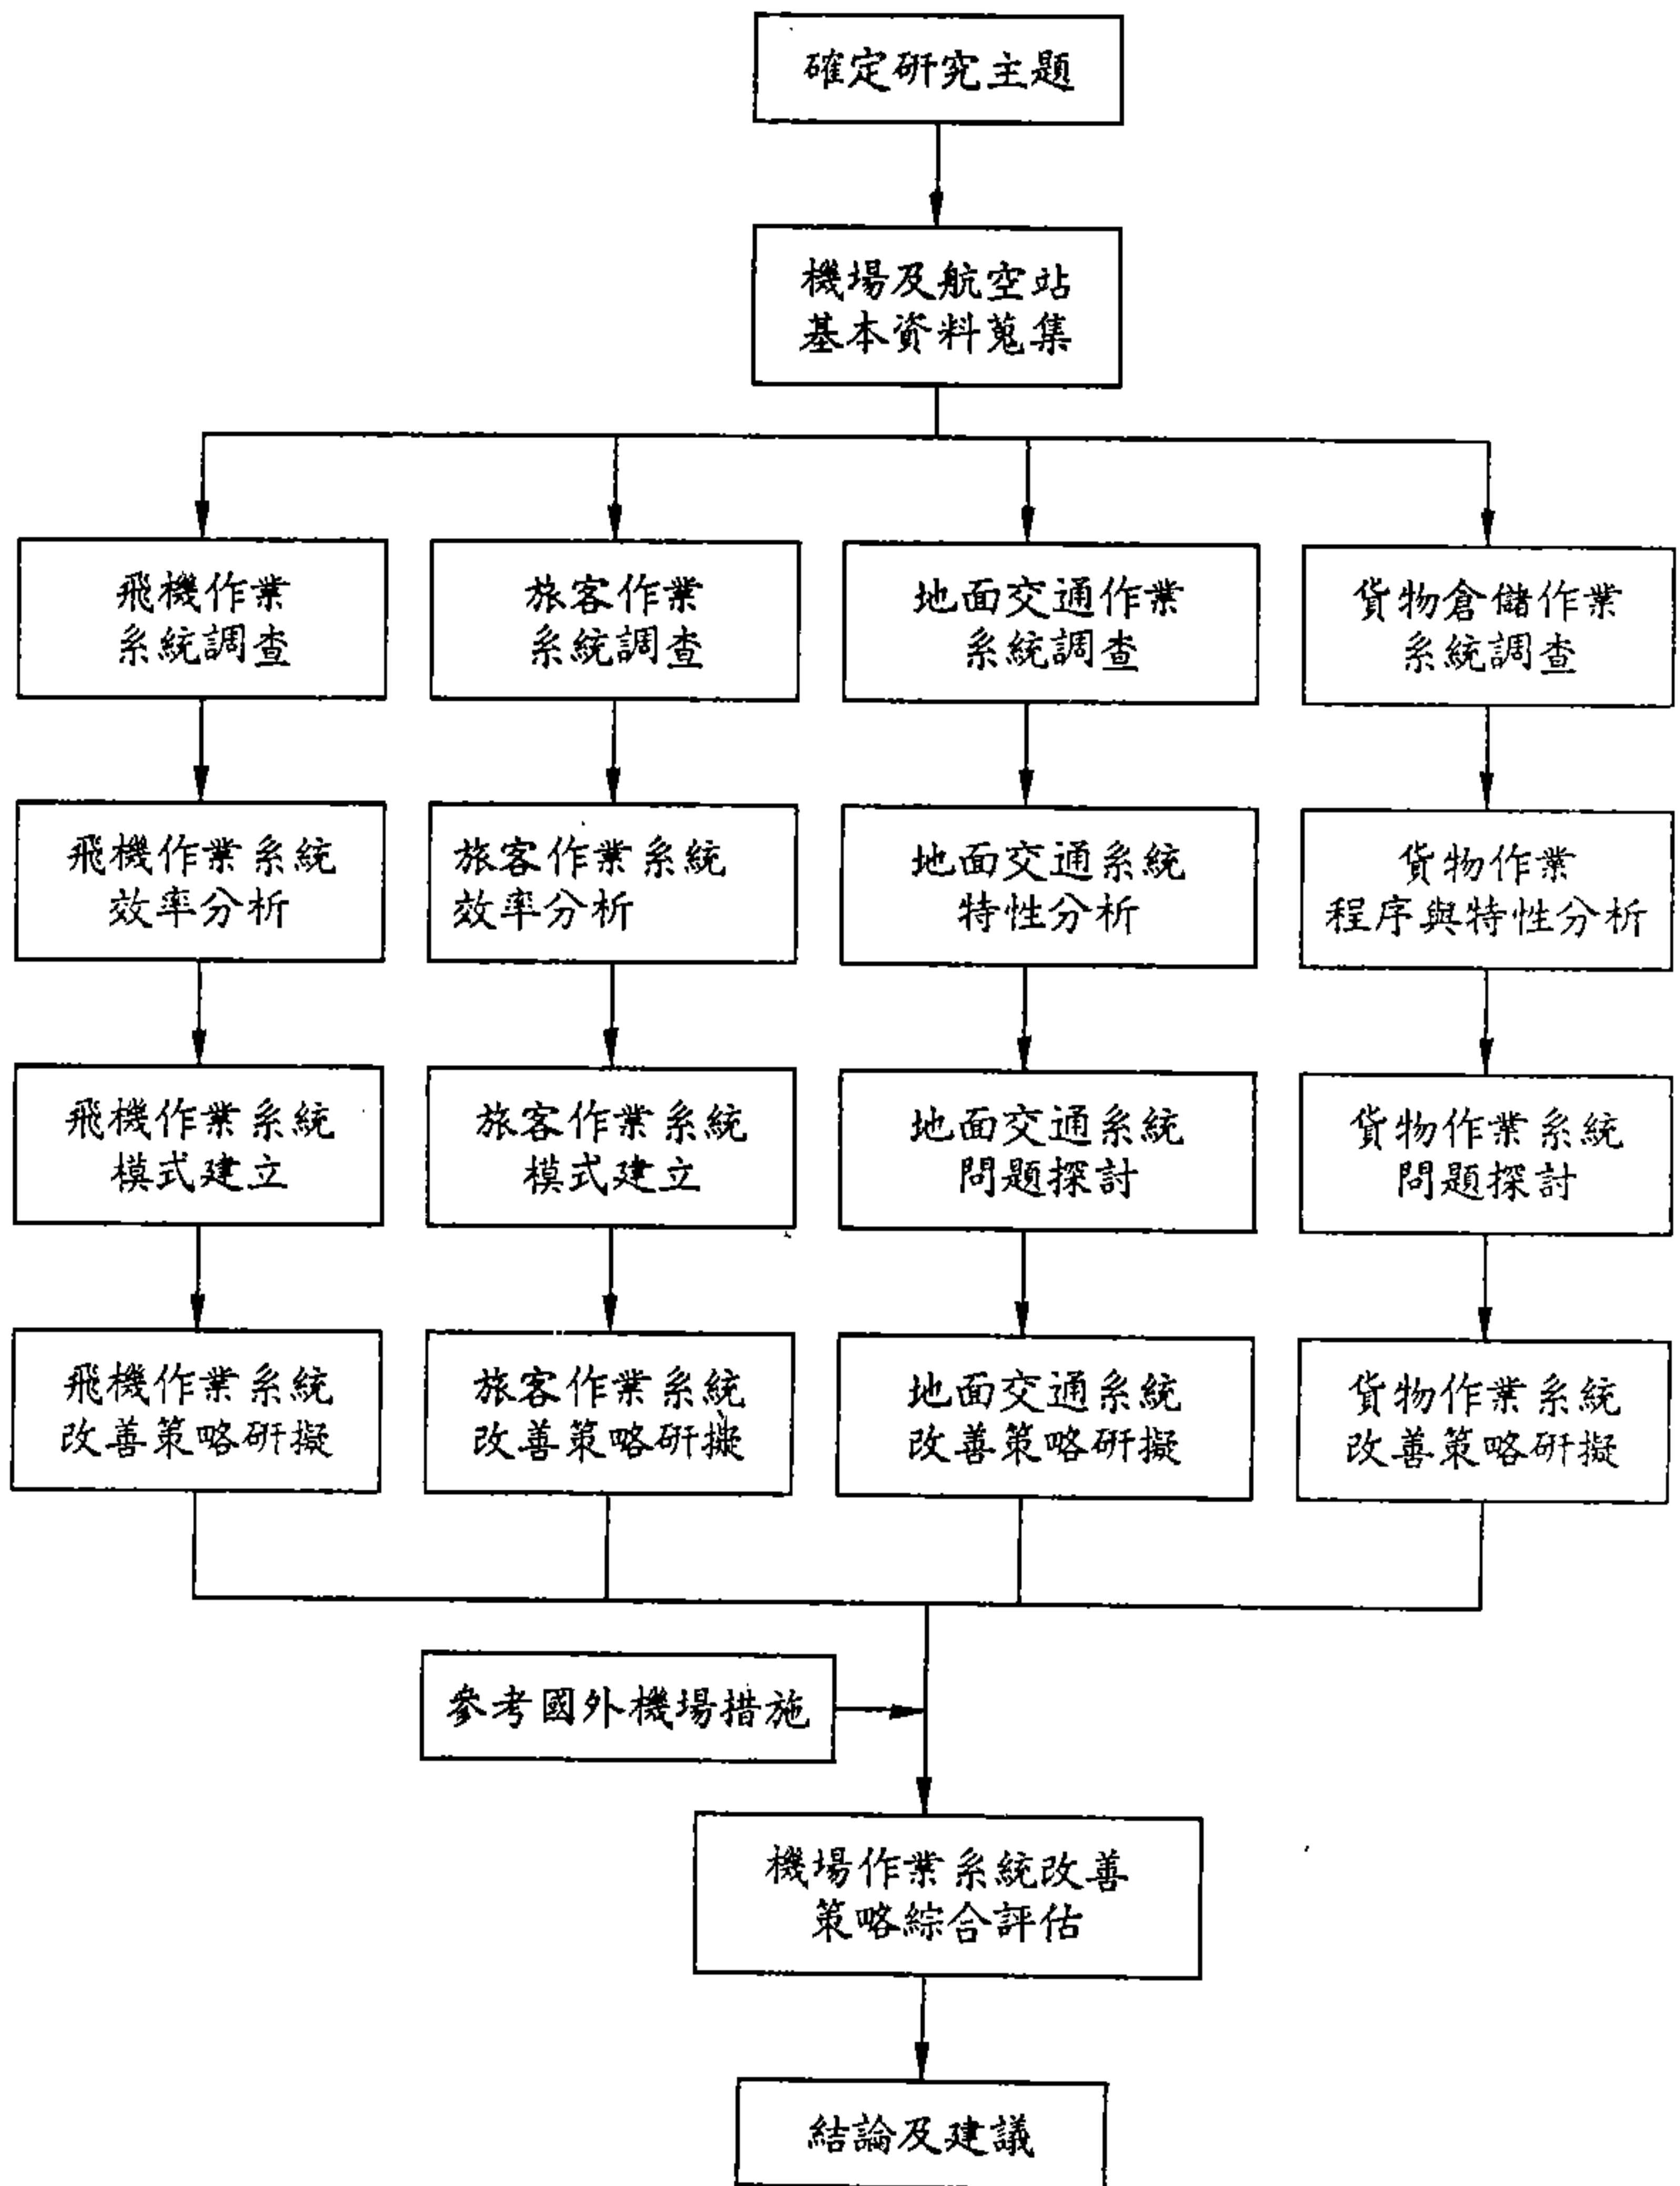 確定研究主題
機場及航空站
基本資料蒐集
飛機作業
系統調查
旅客作業
系統調查
地面交通作業
系統調查
貨物倉儲作業
系統調查
飛機作業系統
效率分析
旅客作業系統
效率分析
地面交通系統
特性分析
貨物作業
程序與特性分析
飛機作業系統
模式建立
旅客作業系統
模式建立
地面交通系統
問題探討
貨物作業系統
問題探討
飛機作業系統
改善策略研擬
旅客作業系統
改善策略研擬
地面交通系統
改善策略研擬
貨物作業系統
改善策略研擬
參考國外機場措施
機場作業系統改善
策略綜合評估
結論及建議